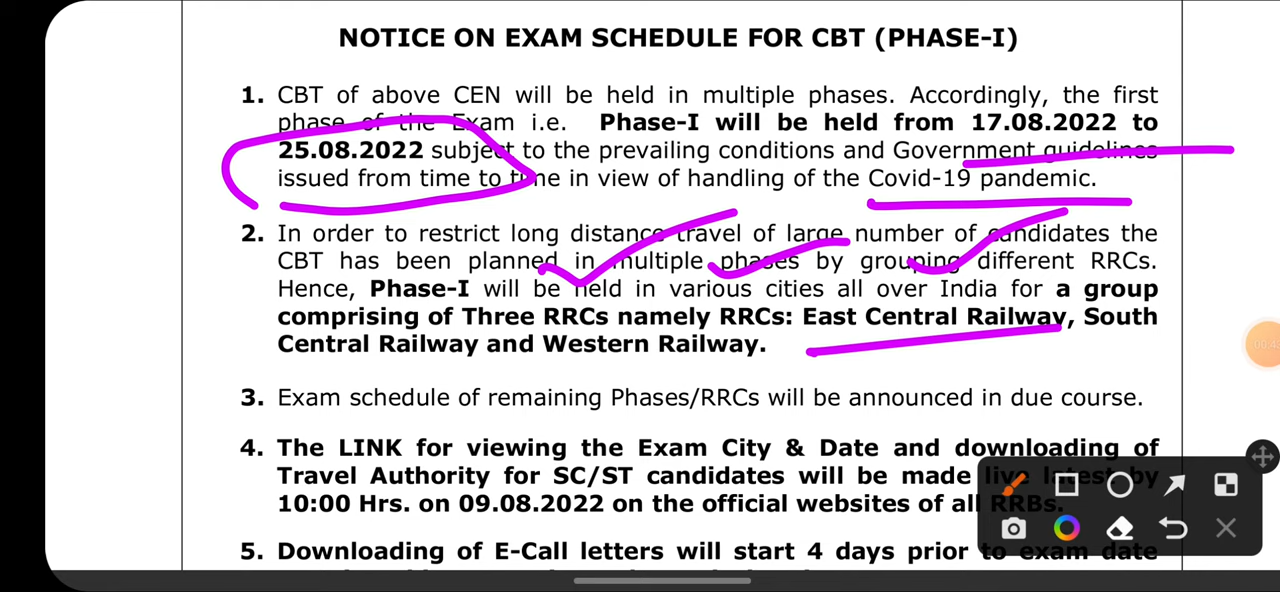 NOTICE ON EXAM SCHEDULE FOR CBT (PHASE-I)
1. CBT of above CEN will be held in multiple phases. Accordingly, the first
phase of the Exam i.e. Phase-I will be held from 17.08.2022 to
25.08.2022 subject to the prevailing conditions and Government guidelines
issued from time to time in view of handling of the Covid-19 pandemic.
2. In order to restrict long distance travel of large number of candidates the
CBT has been planned in multiple phases by grouping different RRCs.
Hence, Phase-I will be held in various cities all over India for a group
comprising of Three RRCs namely RRCs: East Central Railway, South
Central Railway and Western Railway.
3. Exam schedule of remaining Phases/RRCs will be announced in due course.
4. The LINK for viewing the Exam City & Date and downloading of
Travel Authority for SC/ST candidates will be made live latest by
10:00 Hrs. on 09.08.2022 on the official websites of all RRBs.
5. Downloading of E-Call letters will start 4 days prior to exam date